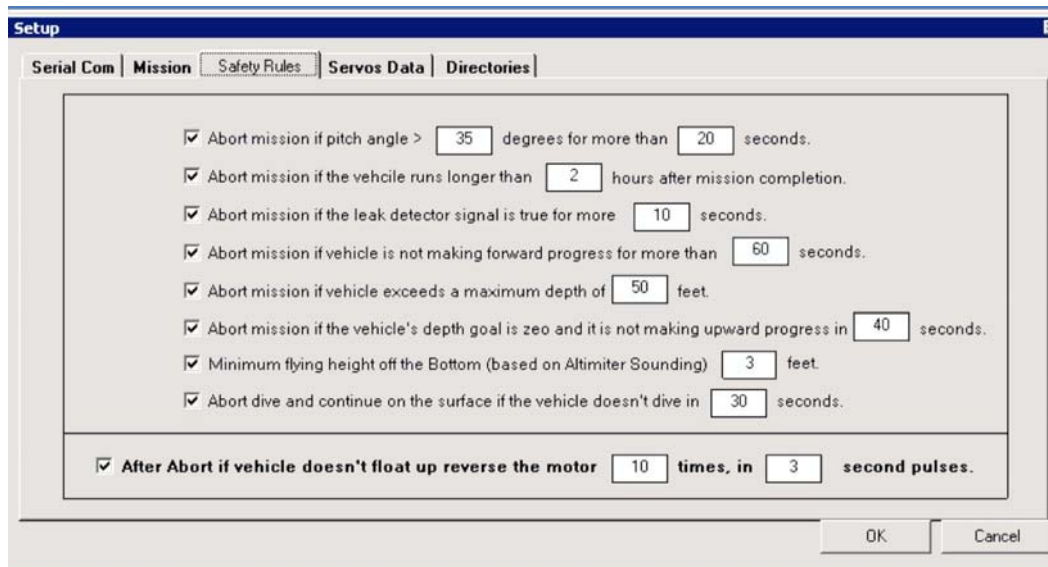 Setup
Serial Com Mission Safety Rules Servos Data Directories
Abort mission if pitch angle > 35 degrees for more than 20 seconds.
Abort mission if the vehcile runs longer than 2 hours after mission completion.
Abort mission if the leak detector signal is true for more 10 seconds.
Abort mission if vehicle is not making forward progress for more than 60 seconds.
Abort mission if vehicle exceeds a maximum depth of 50 feet.
Abort mission if the vehicle's depth goal is zeo and it is not making upward progress in 40 seconds.
Minimum flying height off the Bottom (based on Altimiter Sounding) 3 feet.
Abort dive and continue on the surface if the vehicle doesn't dive in 30 seconds.
After Abort if vehicle doesn't float up reverse the motor 10 times, in 3 second pulses.
OK Cancel